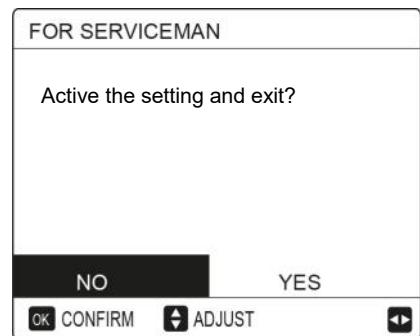 FOR SERVICEMAN
Active the setting and exit?
NO YES
OK CONFIRM ADJUST